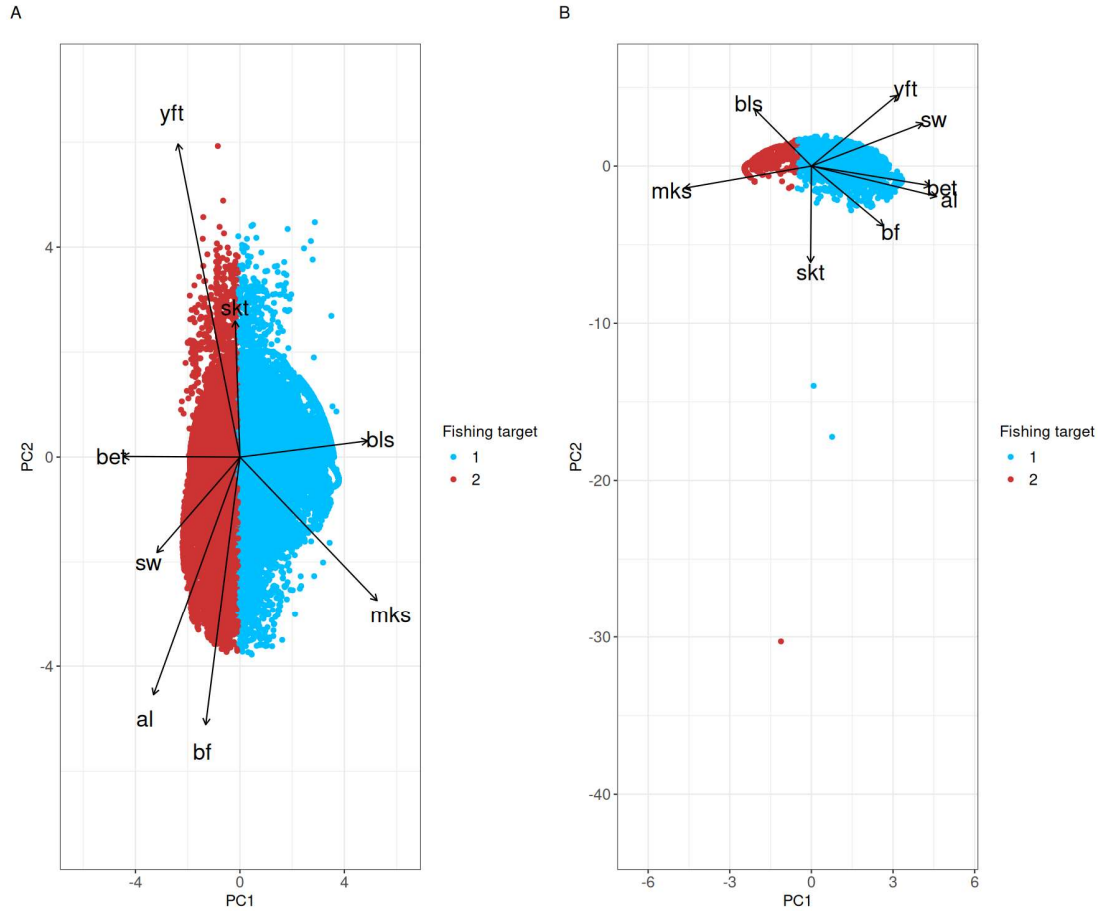 A
yft
skt
bls
bet
sw
mks
al
bf
4
0
-4
-4
0
4
PC1
PC2
Fishing target
1
2
B
yft
bls
sw
mks
bet
al
bf
skt
0
-10
-20
-30
-40
-6
-3
0
3
6
PC1
PC2
Fishing target
1
2